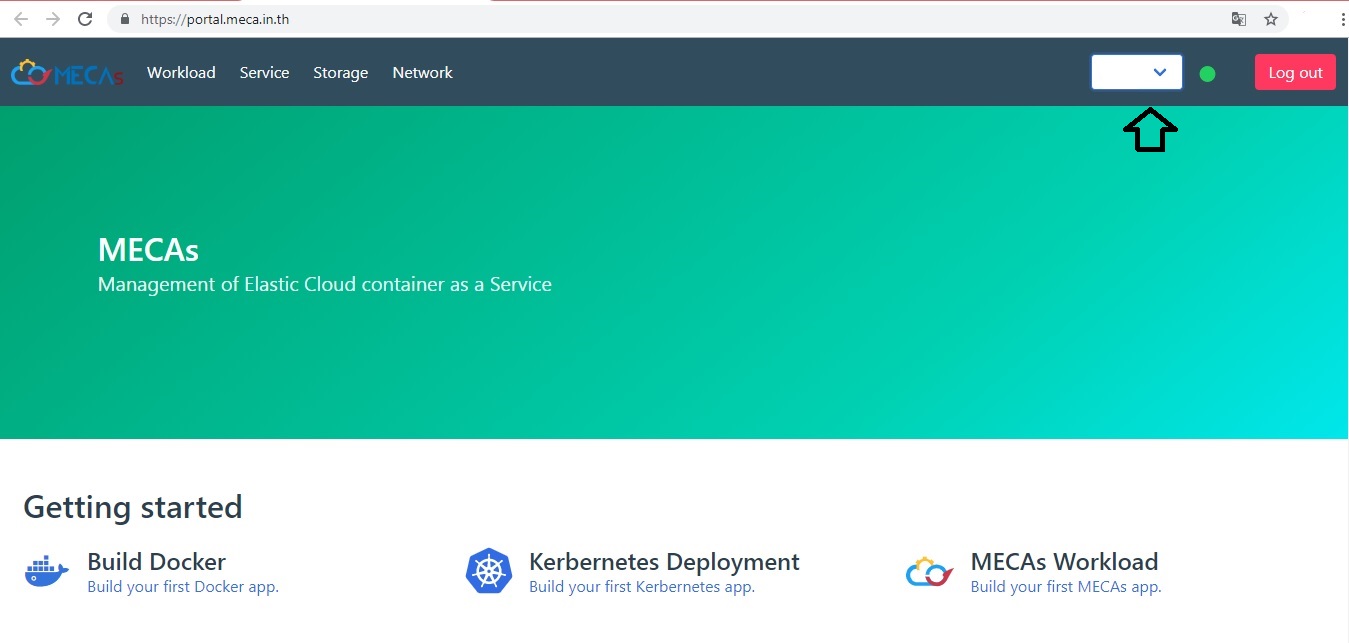 https://portal.meca.in.th
MECAs
Workload
Service
Storage
Network
Log out
MECAs
Management of Elastic Cloud container as a Service
Getting started
Build Docker
Build your first Docker app.
Kerbernetes Deployment
Build your first Kerbernetes app.
MECAs Workload
Build your first MECAs app.